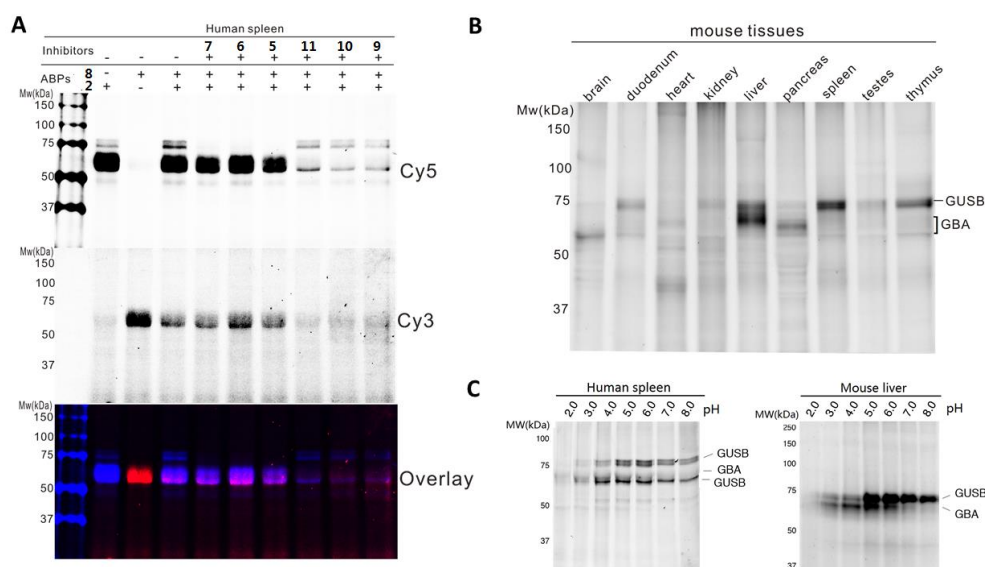 A
Human spleen
Inhibitors - - - 7 6 5 11 10 9
+ + + + + +
ABPs 8 - + + + + + + + +
2 + - + + + + + + +
Mw(kDa)
150
100
75
50
37
Cy5
Mw(kDa)
150
100
75
50
37
Cy3
Mw(kDa)
150
100
75
50
37
Overlay
B
mouse tissues
brain duodenum heart kidney liver pancreas spleen testes thymus
Mw(kDa)
150
100
75
50
37
GUSB
GBA
C
Human spleen
2.0 3.0 4.0 5.0 6.0 7.0 8.0 pH
MW(kDa)
100
75
50
37
GUSB
GBA
GUSB
Mouse liver
2.0 3.0 4.0 5.0 6.0 7.0 8.0 pH
MW(kDa)
250
150
75
50
37
GUSB
GBA